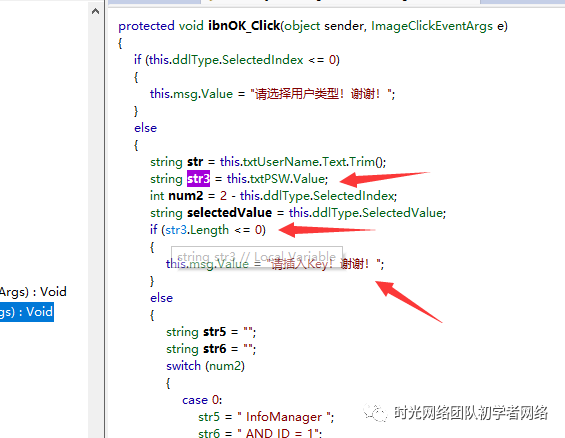 protected void ibnOK_Click(object sender, ImageClickEventArgs e)
{
if (this.ddlType.SelectedIndex <= 0)
{
this.msg.Value = "请选择用户类型！谢谢！";
}
else
{
string str = this.txtUserName.Text.Trim();
string str3 = this.txtPSW.Value;
int num2 = 2 - this.ddlType.SelectedIndex;
string selectedValue = this.ddlType.SelectedValue;
if (str3.Length <= 0)
{
string str3 // Local Variable
this.msg.Value = "请插入Key！谢谢！";
}
else
{
string str5 = "";
string str6 = "";
switch (num2)
{
case 0:
str5 = " InfoManager ";
str6 = " AND ID = 1";
Args) : Void
gs) : Void
时光网络团队初学者网络